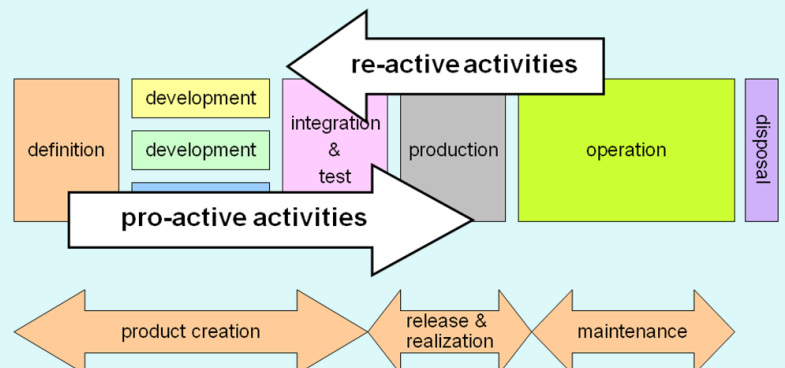 re-active activities
development
integration
&
test
definition
development
production
operation
disposal
pro-active activities
product creation
release &
realization
maintenance